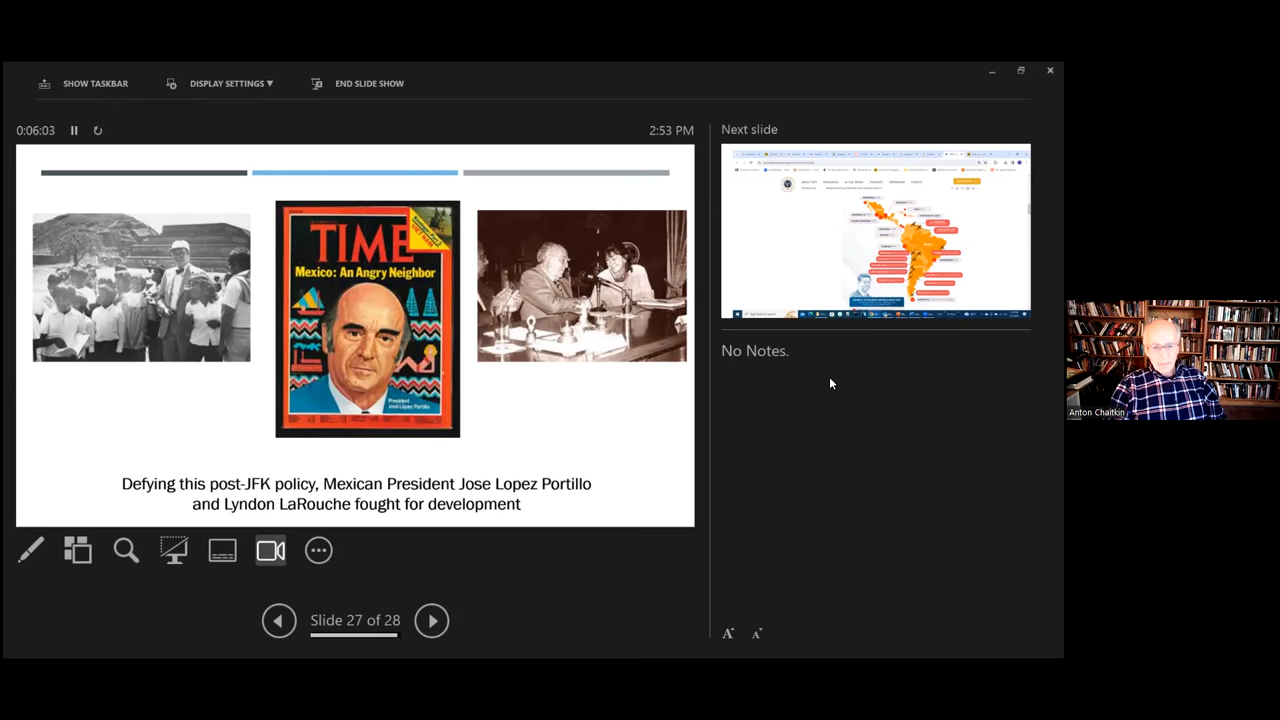 SHOW TASKBAR
DISPLAY SETTINGS ▼
END SLIDE SHOW
0:06:03
2:53 PM
Next slide
TIME
Mexico: An Angry Neighbor
President
José López Portillo
Defying this post-JFK policy, Mexican President Jose Lopez Portillo
and Lyndon LaRouche fought for development
No Notes.
Anton Chaitkin
Slide 27 of 28